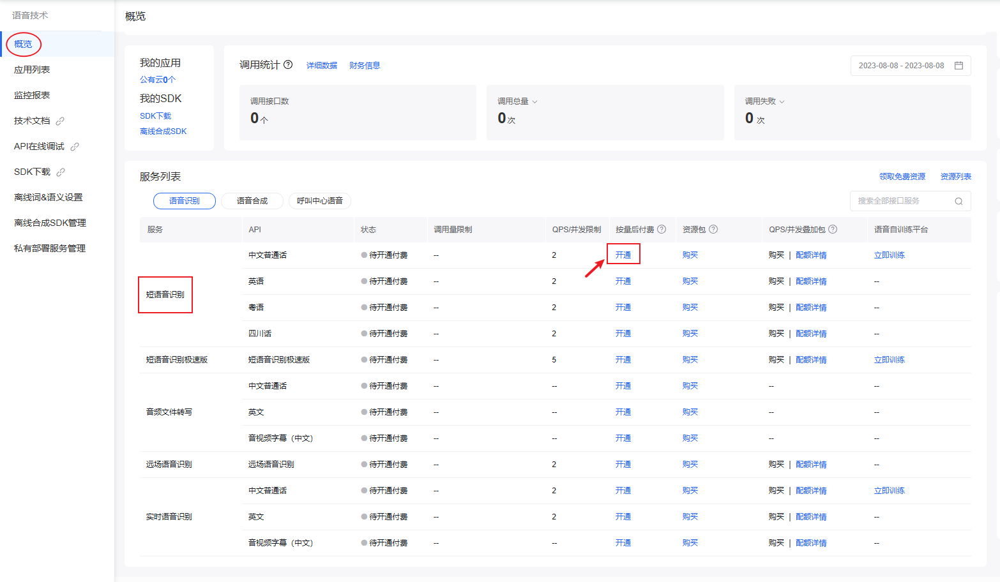 语音技术
概览
应用列表
监控报表
技术文档
API在线调试
SDK下载
离线词&语义设置
离线合成SDK管理
私有部署服务管理
概览
我的应用
公有云0个
我的SDK
SDK下载
离线合成SDK
调用统计 ? 详细数据 财务信息 2023-08-08 - 2023-08-08
调用接口数 调用总量 调用失败
0个 0次 0 次
服务列表 领取免费资源 资源列表
语音识别 语音合成 呼叫中心语音 搜索全部接口服务
服务 API 状态 调用量限制 QPS/并发限制 按量后付费 ? 资源包 ? QPS/并发叠加包 ? 语音自训练平台
中文普通话 待开通付费 -- 2 开通 购买 购买 | 配额详情 立即训练
英语 待开通付费 -- 2 开通 购买 购买 | 配额详情 --
短语音识别
粤语 待开通付费 -- 2 开通 购买 购买 | 配额详情 --
四川话 待开通付费 -- 2 开通 购买 购买 | 配额详情 --
短语音识别极速版 短语音识别极速版 待开通付费 -- 5 开通 购买 购买 | 配额详情 立即训练
中文普通话 待开通付费 -- -- 开通 购买 -- --
音频文件转写 英文 待开通付费 -- -- 开通 购买 -- --
音视频字幕（中文） 待开通付费 -- -- 开通 购买 -- --
远场语音识别 远场语音识别 待开通付费 -- 2 开通 购买 购买 | 配额详情 --
中文普通话 待开通付费 -- 2 开通 购买 购买 | 配额详情 立即训练
实时语音识别 英文 待开通付费 -- 2 开通 购买 购买 | 配额详情 --
音视频字幕（中文） 待开通付费 -- -- 开通 购买 购买 | 配额详情 --